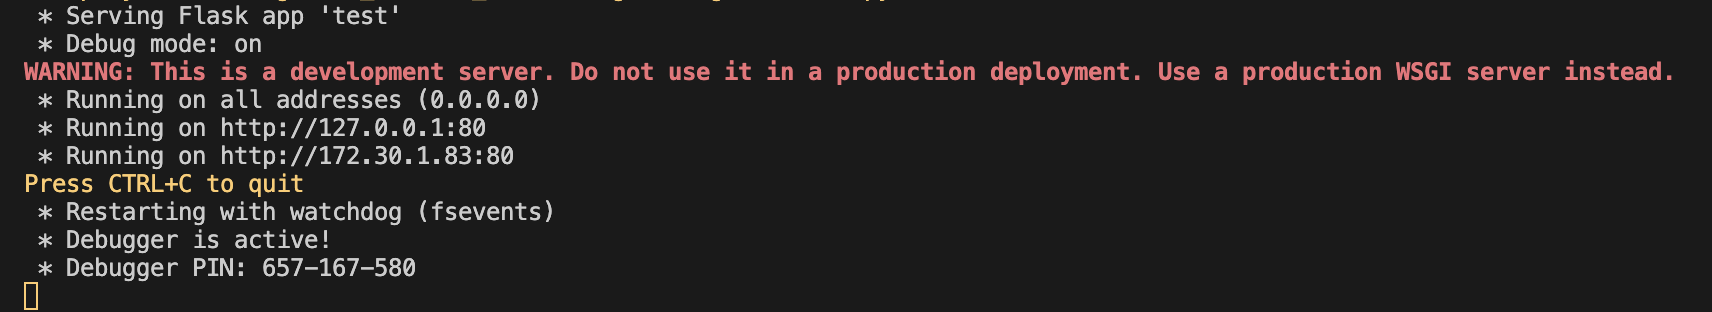 * Serving Flask app 'test'
* Debug mode: on
WARNING: This is a development server. Do not use it in a production deployment. Use a production WSGI server instead.
* Running on all addresses (0.0.0.0)
* Running on http://127.0.0.1:80
* Running on http://172.30.1.83:80
Press CTRL+C to quit
* Restarting with watchdog (fsevents)
* Debugger is active!
* Debugger PIN: 657-167-580